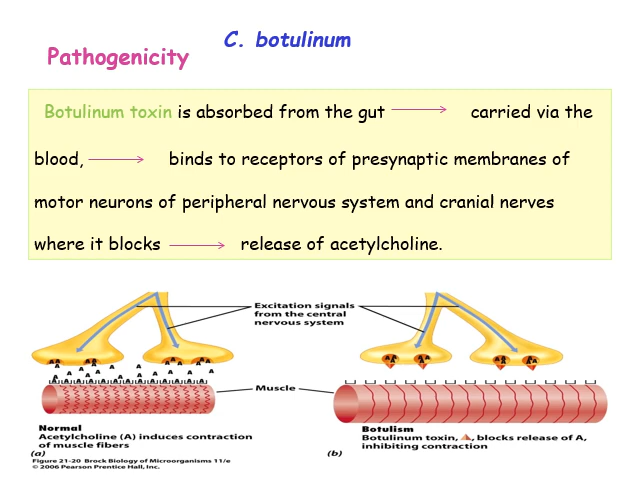 C. botulinum
Pathogenicity
Botulinum toxin is absorbed from the gut carried via the
blood, binds to receptors of presynaptic membranes of
motor neurons of peripheral nervous system and cranial nerves
where it blocks release of acetylcholine.
Excitation signals
from the central
nervous system
A A A A A A A A A A
Muscle
Normal
Acetylcholine (A) induces contraction
of muscle fibers
(a)
Figure 21-20 Brock Biology of Microorganisms 11/e
© 2006 Pearson Prentice Hall, Inc.
Botulism
Botulinum toxin, , blocks release of A,
inhibiting contraction
(b)